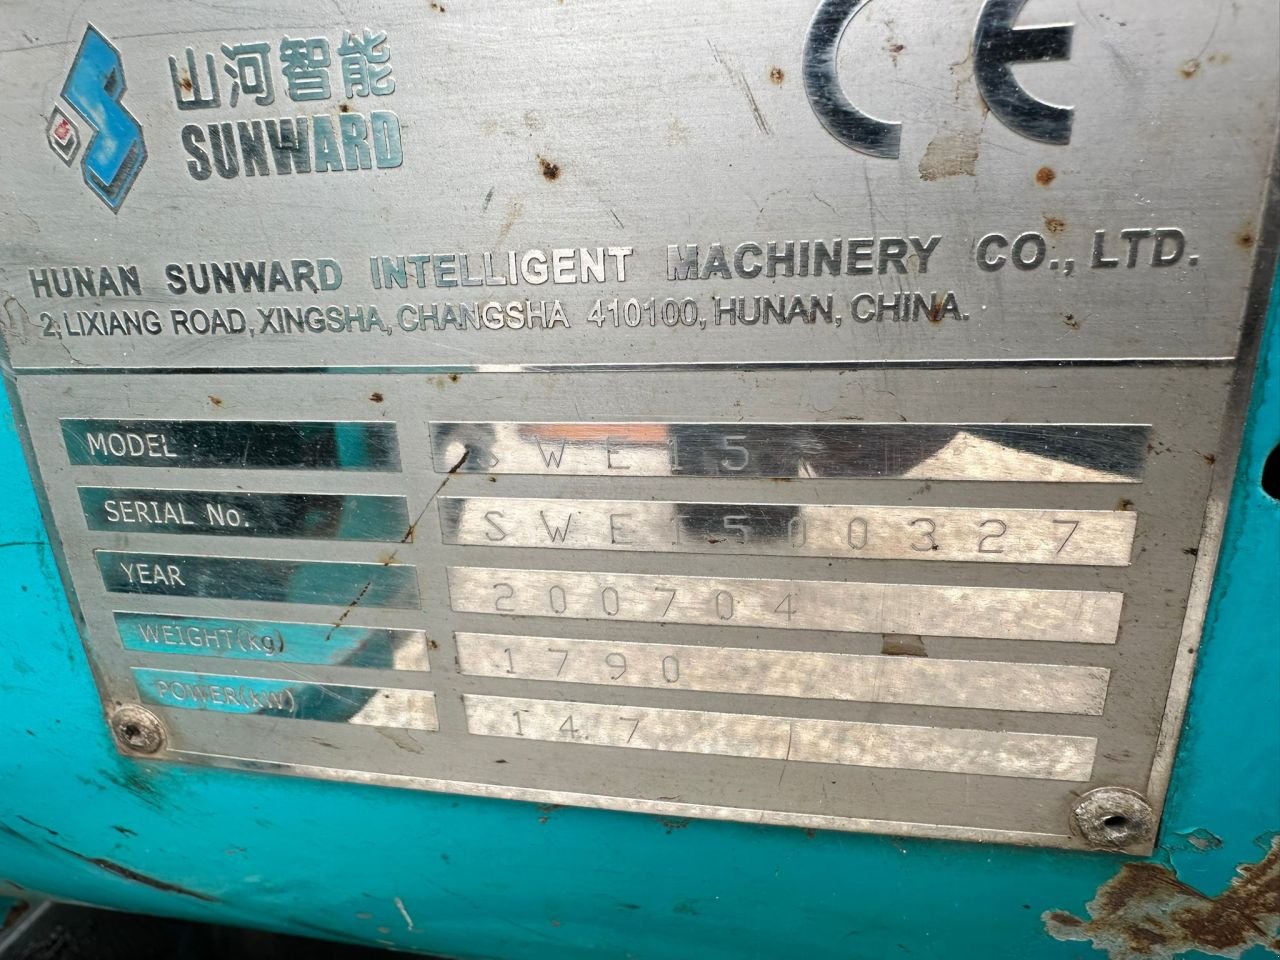 山河智能
SUNWARD
CE
HUNAN SUNWARD INTELLIGENT MACHINERY CO., LTD.
2, LIXIANG ROAD, XINGSHA, CHANGSHA 410100, HUNAN, CHINA.
MODEL SWE15
SERIAL No. SWE1500327
YEAR 200704
WEIGHT(kg) 1790
POWER(kW) 14.7